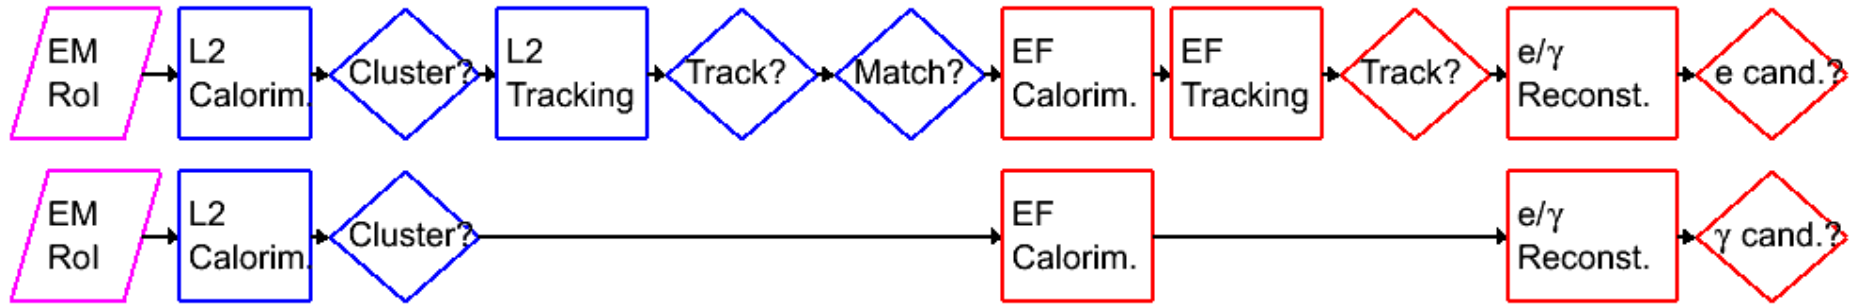 EM
RoI
L2
Calorim.
Cluster?
L2
Tracking
Track?
Match?
EF
Calorim.
EF
Tracking
Track?
e/γ
Reconst.
e cand.?
EM
RoI
L2
Calorim.
Cluster?
EF
Calorim.
e/γ
Reconst.
γ cand.?